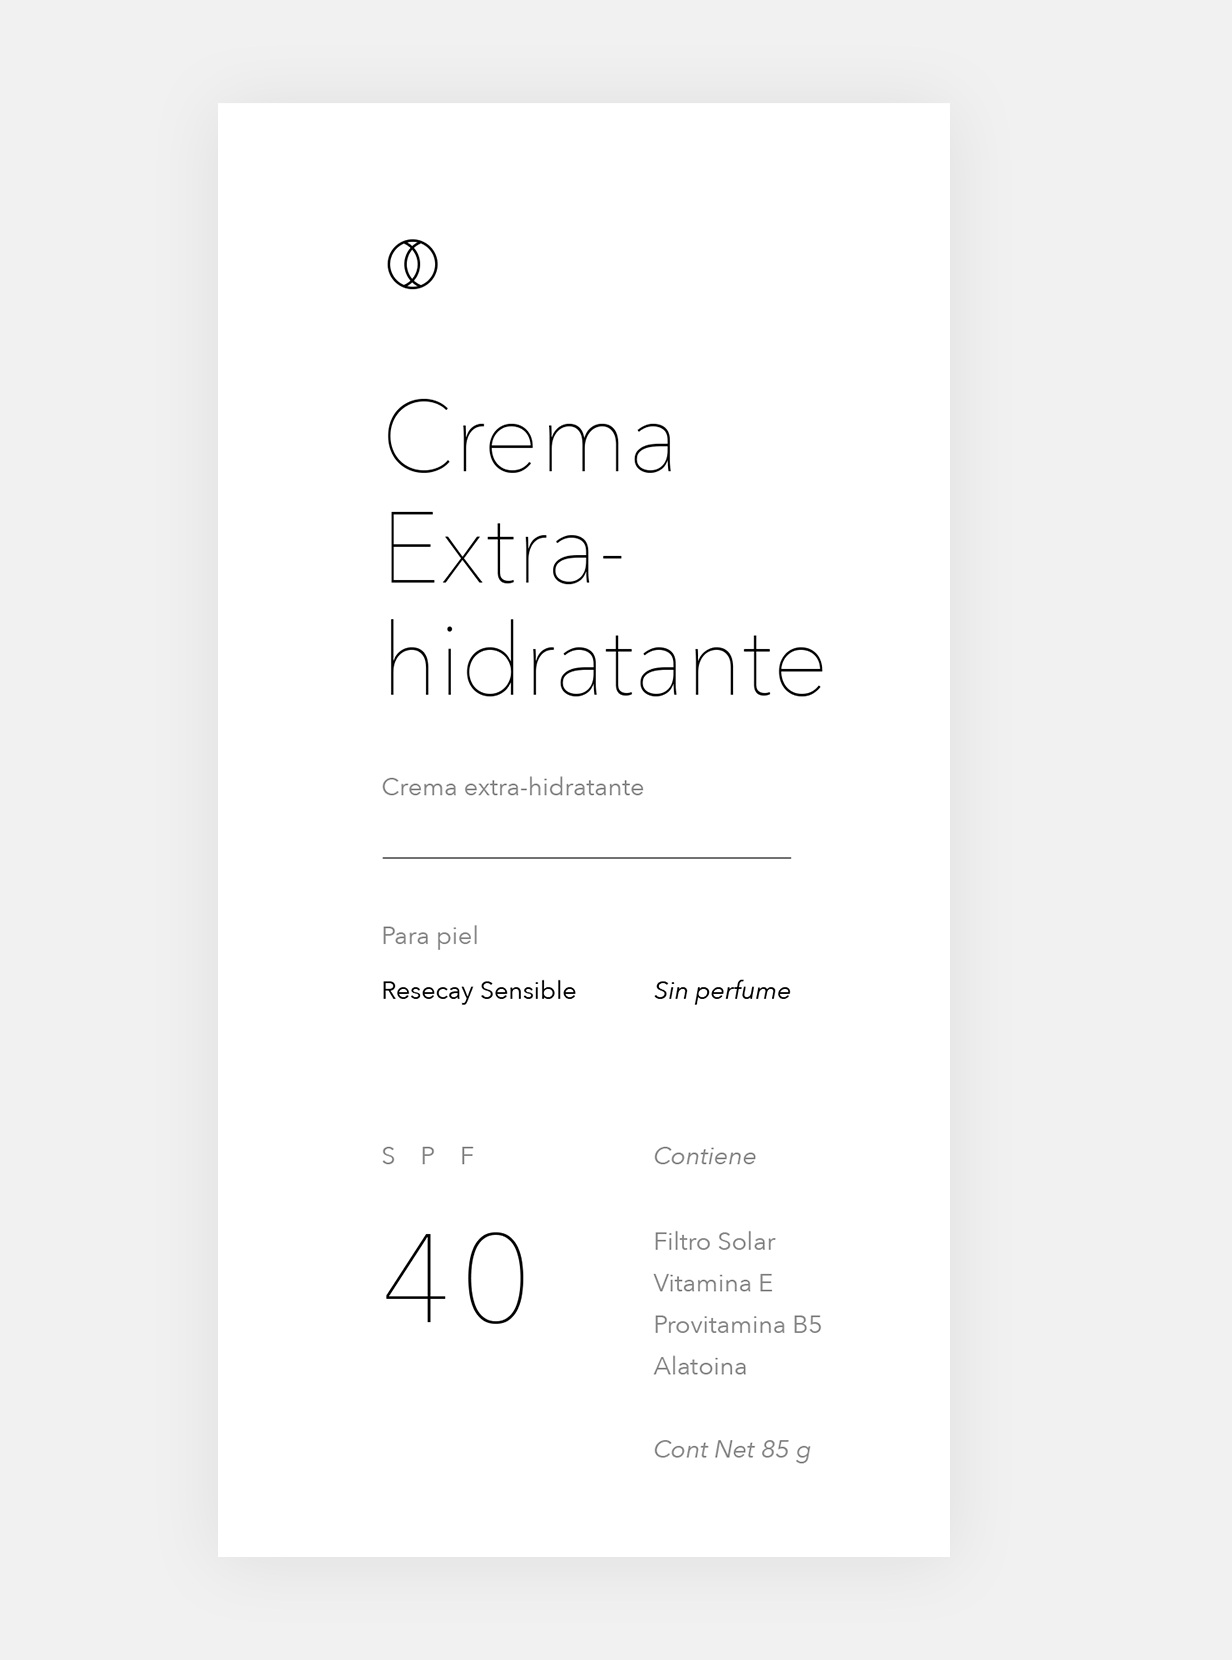 Crema
Extra-
hidratante
Crema extra-hidratante
Para piel
Resecay Sensible
Sin perfume
S P F
40
Contiene
Filtro Solar
Vitamina E
Provitamina B5
Alatoina
Cont Net 85 g